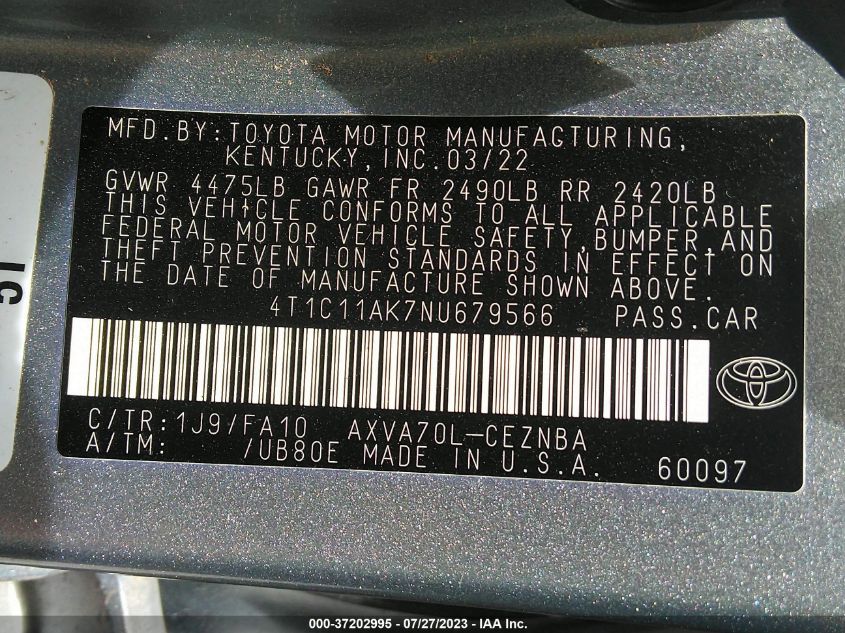 MFD.BY:TOYOTA MOTOR MANUFACTURING,
KENTUCKY,INC.03/22
GVWR 4475LB GAWR FR 2490LB RR 2420LB
THIS VEHICLE CONFORMS TO ALL APPLICABLE
FEDERAL MOTOR VEHICLE SAFETY,BUMPER,AND
THEFT PREVENTION STANDARDS IN EFFECT ON
THE DATE OF MANUFACTURE SHOWN ABOVE.
4T1C11AK7NU679566 PASS.CAR
C/TR:1J9/FA10 AXVA70L-CEZNBA
A/TM: /UB80E MADE IN U.S.A. 60097
000-37202995 - 07/27/2023 - IAA Inc.